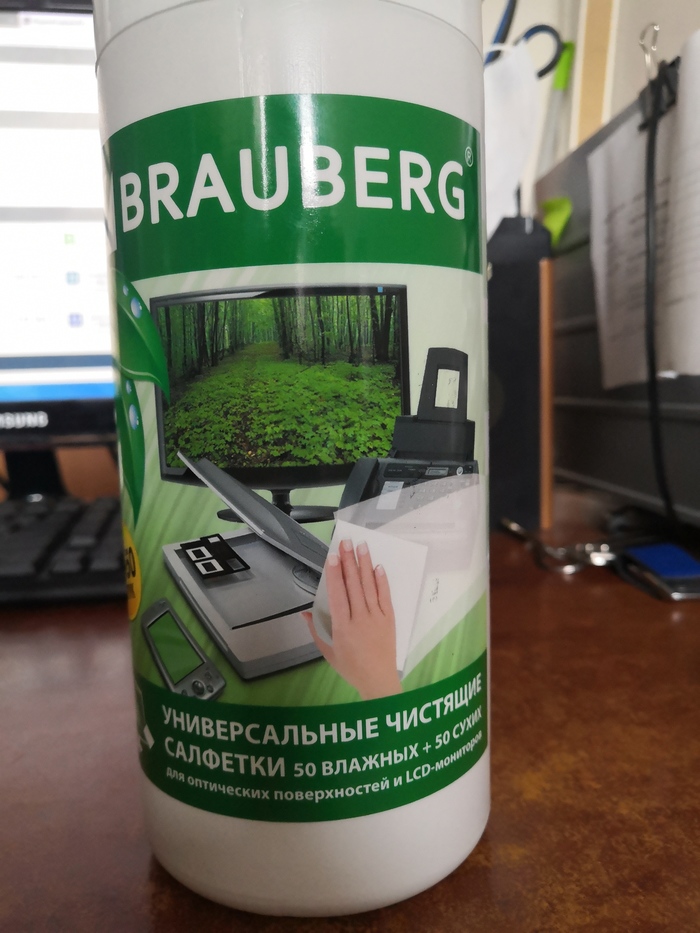 BRAUBERG®
УНИВЕРСАЛЬНЫЕ ЧИСТЯЩИЕ
САЛФЕТКИ 50 ВЛАЖНЫХ + 50 СУХИХ
для оптических поверхностей и LCD-мониторов